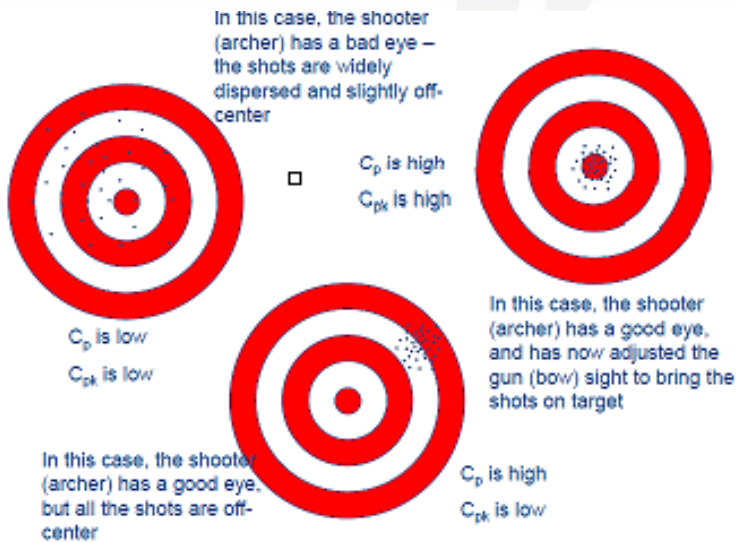 In this case, the shooter
(archer) has a bad eye –
the shots are widely
dispersed and slightly off-
center
Cp is high
Cpk is high
Cp is low
Cpk is low
In this case, the shooter
(archer) has a good eye,
and has now adjusted the
gun (bow) sight to bring the
shots on target
In this case, the shooter
(archer) has a good eye,
but all the shots are off-
center
Cp is high
Cpk is low